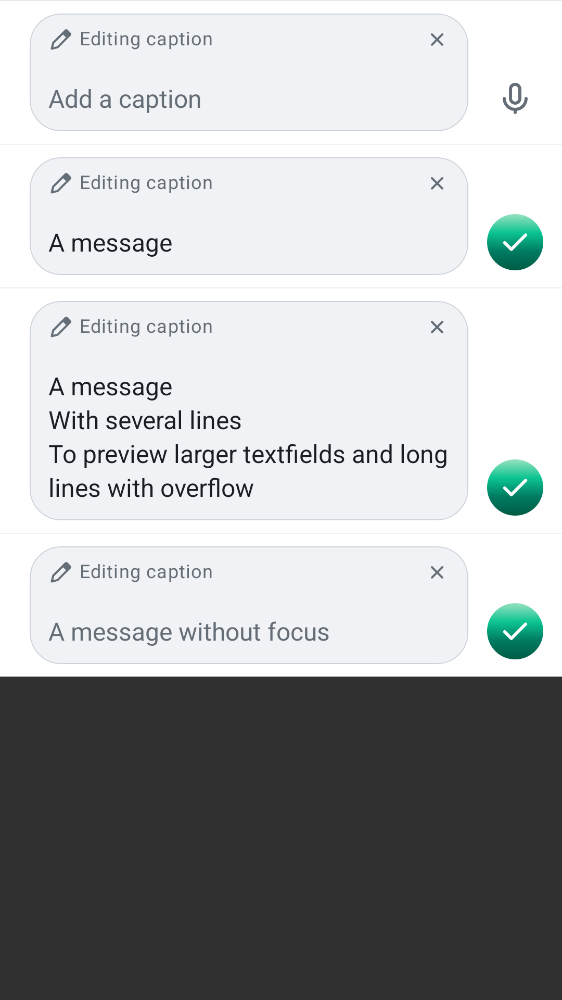 Editing caption
Add a caption
Editing caption
A message
Editing caption
A message
With several lines
To preview larger textfields and long
lines with overflow
Editing caption
A message without focus